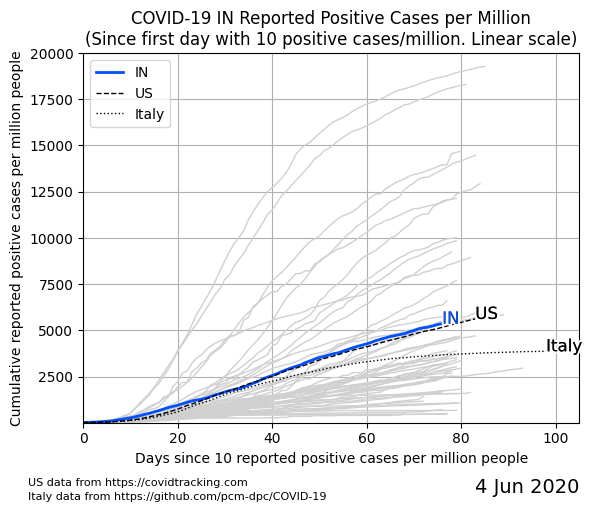 COVID-19 IN Reported Positive Cases per Million
(Since first day with 10 positive cases/million. Linear scale)
Cumulative reported positive cases per million people
20000
17500
15000
12500
10000
7500
5000
2500
IN
US
Italy
IN
US
Italy
0
20
40
60
80
100
Days since 10 reported positive cases per million people
US data from https://covidtracking.com
Italy data from https://github.com/pcm-dpc/COVID-19
4 Jun 2020